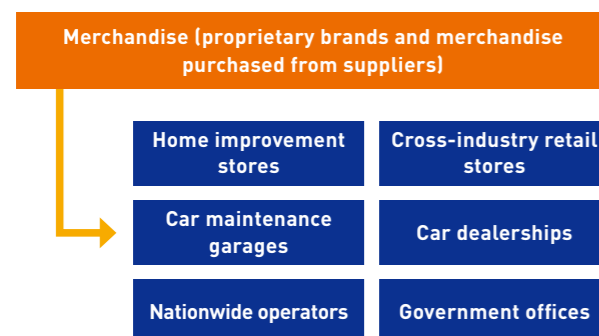 Merchandise (proprietary brands and merchandise
purchased from suppliers)
Home improvement
stores
Cross-industry retail
stores
Car maintenance
garages
Car dealerships
Nationwide operators
Government offices